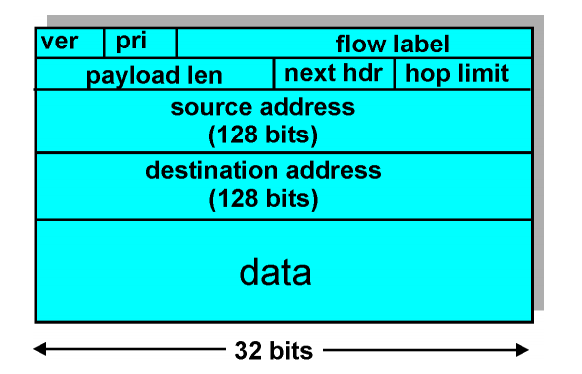 ver pri flow label
payload len next hdr hop limit
source address
(128 bits)
destination address
(128 bits)
data
32 bits